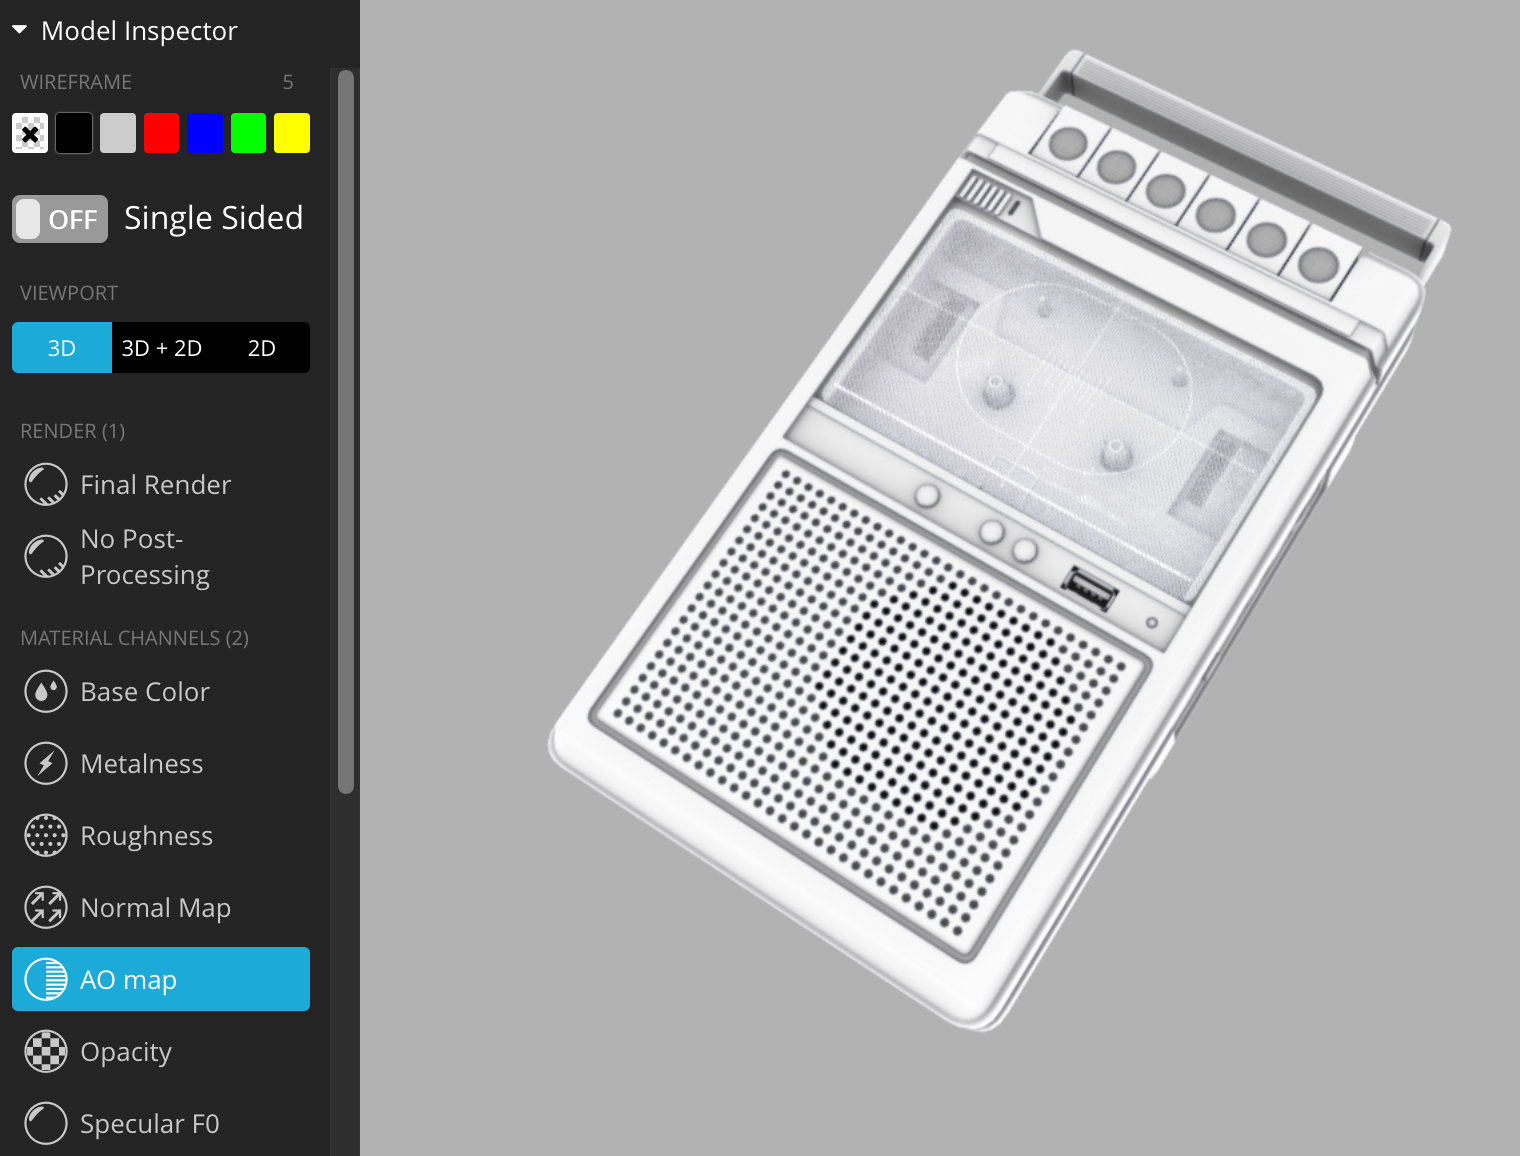 Model Inspector
WIREFRAME 5
OFF Single Sided
VIEWPORT
3D 3D + 2D 2D
RENDER (1)
Final Render
No Post-
Processing
MATERIAL CHANNELS (2)
Base Color
Metalness
Roughness
Normal Map
AO map
Opacity
Specular F0